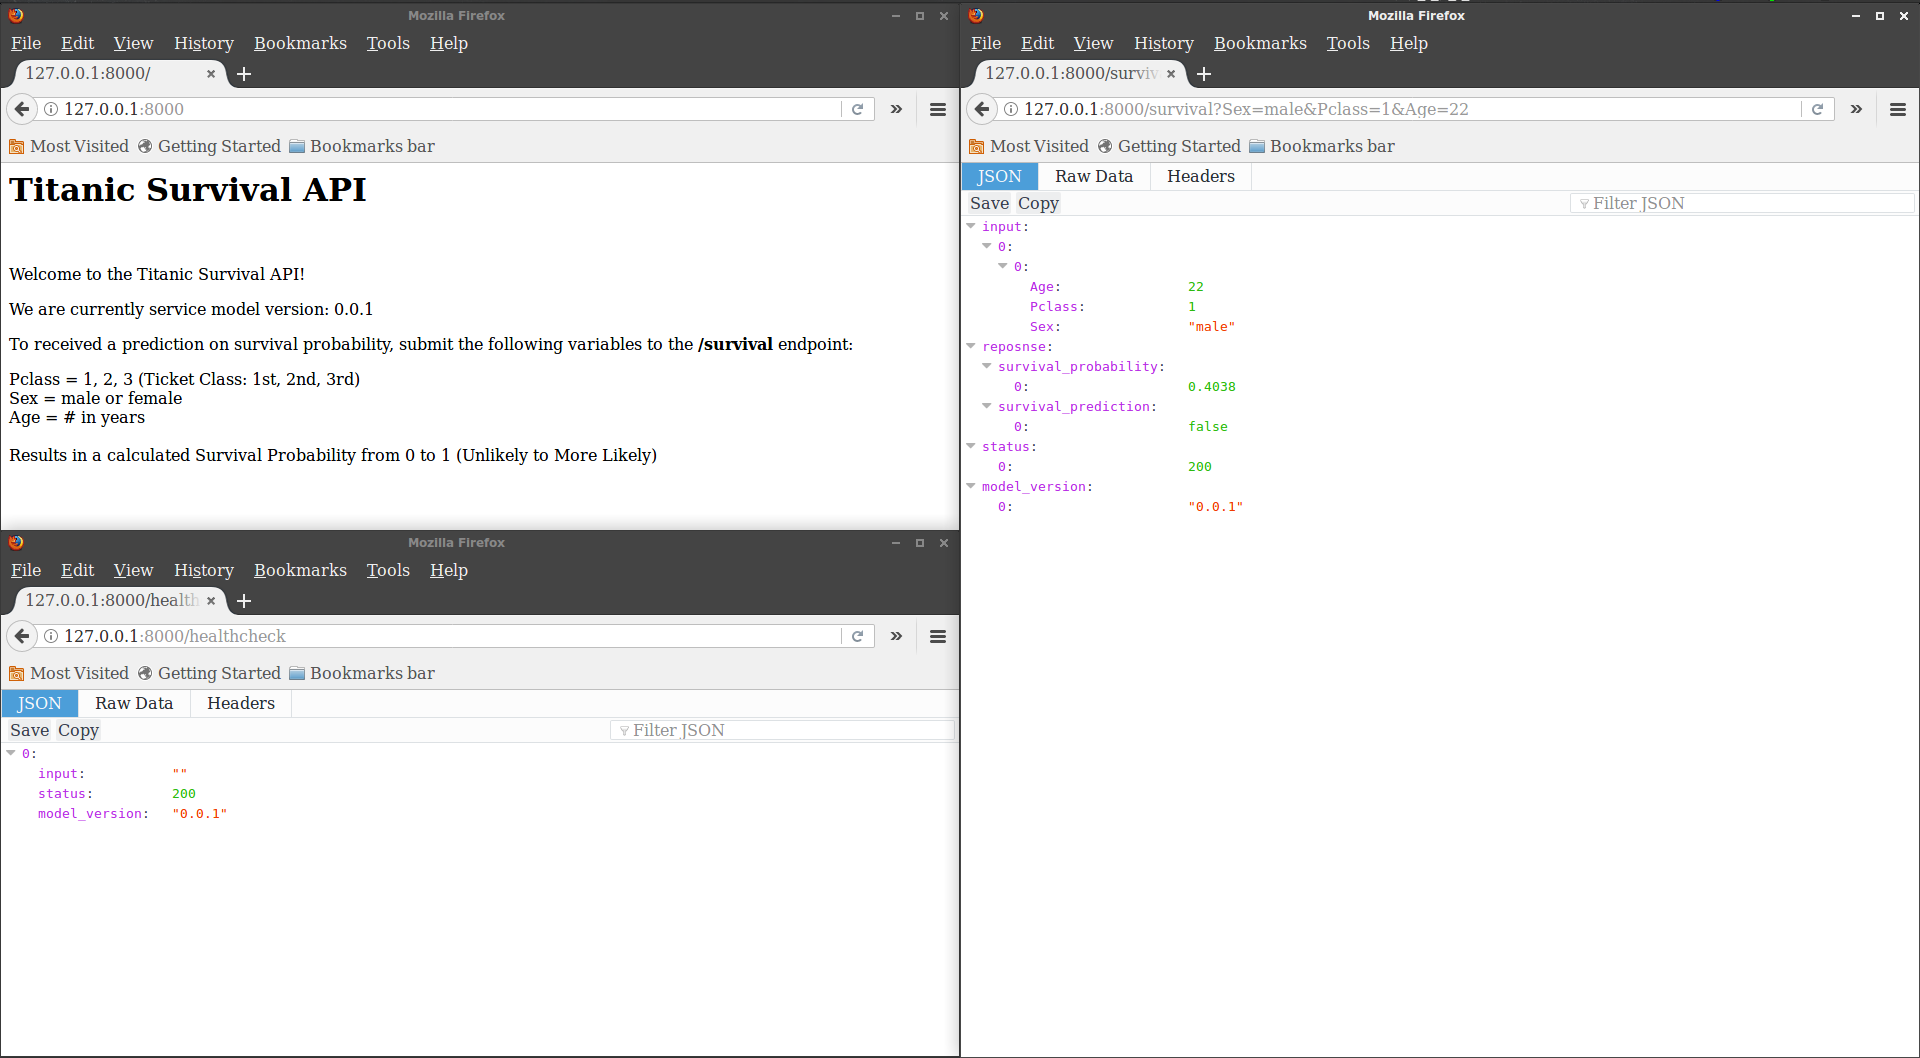 Mozilla Firefox
File Edit View History Bookmarks Tools Help
127.0.0.1:8000/
127.0.0.1:8000
Most Visited Getting Started Bookmarks bar
Titanic Survival API
Welcome to the Titanic Survival API!
We are currently service model version: 0.0.1
To received a prediction on survival probability, submit the following variables to the /survival endpoint:
Pclass = 1, 2, 3 (Ticket Class: 1st, 2nd, 3rd)
Sex = male or female
Age = # in years
Results in a calculated Survival Probability from 0 to 1 (Unlikely to More Likely)
Mozilla Firefox
File Edit View History Bookmarks Tools Help
127.0.0.1:8000/health
127.0.0.1:8000/healthcheck
Most Visited Getting Started Bookmarks bar
JSON Raw Data Headers
Save Copy Filter JSON
0:
input: ""
status: 200
model_version: "0.0.1"
Mozilla Firefox
File Edit View History Bookmarks Tools Help
127.0.0.1:8000/surviv
127.0.0.1:8000/survival?Sex=male&Pclass=1&Age=22
Most Visited Getting Started Bookmarks bar
JSON Raw Data Headers
Save Copy Filter JSON
input:
0:
0:
Age: 22
Pclass: 1
Sex: "male"
reposnse:
survival_probability:
0: 0.4038
survival_prediction:
0: false
status:
0: 200
model_version:
0: "0.0.1"